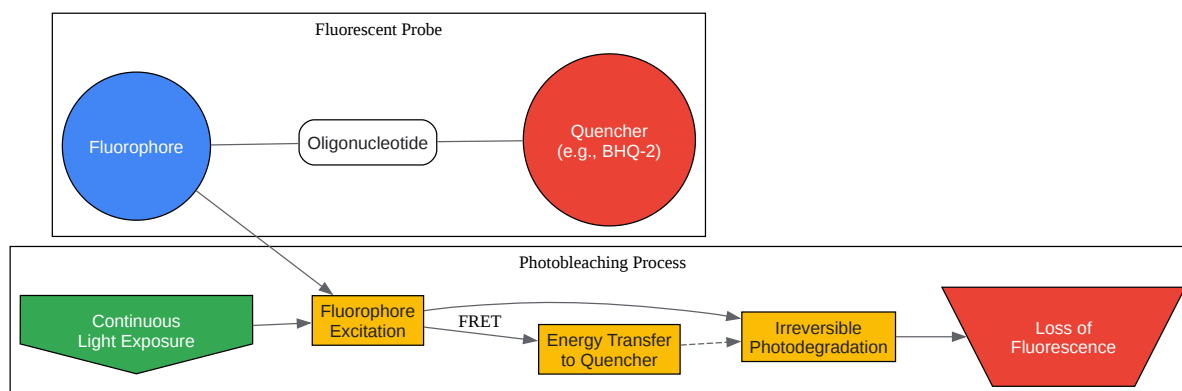 Fluorescent Probe
Fluorophore
Oligonucleotide
Quencher
(e.g., BHQ-2)
Photobleaching Process
Continuous
Light Exposure
Fluorophore
Excitation
FRET
Energy Transfer
to Quencher
Irreversible
Photodegradation
Loss of
Fluorescence